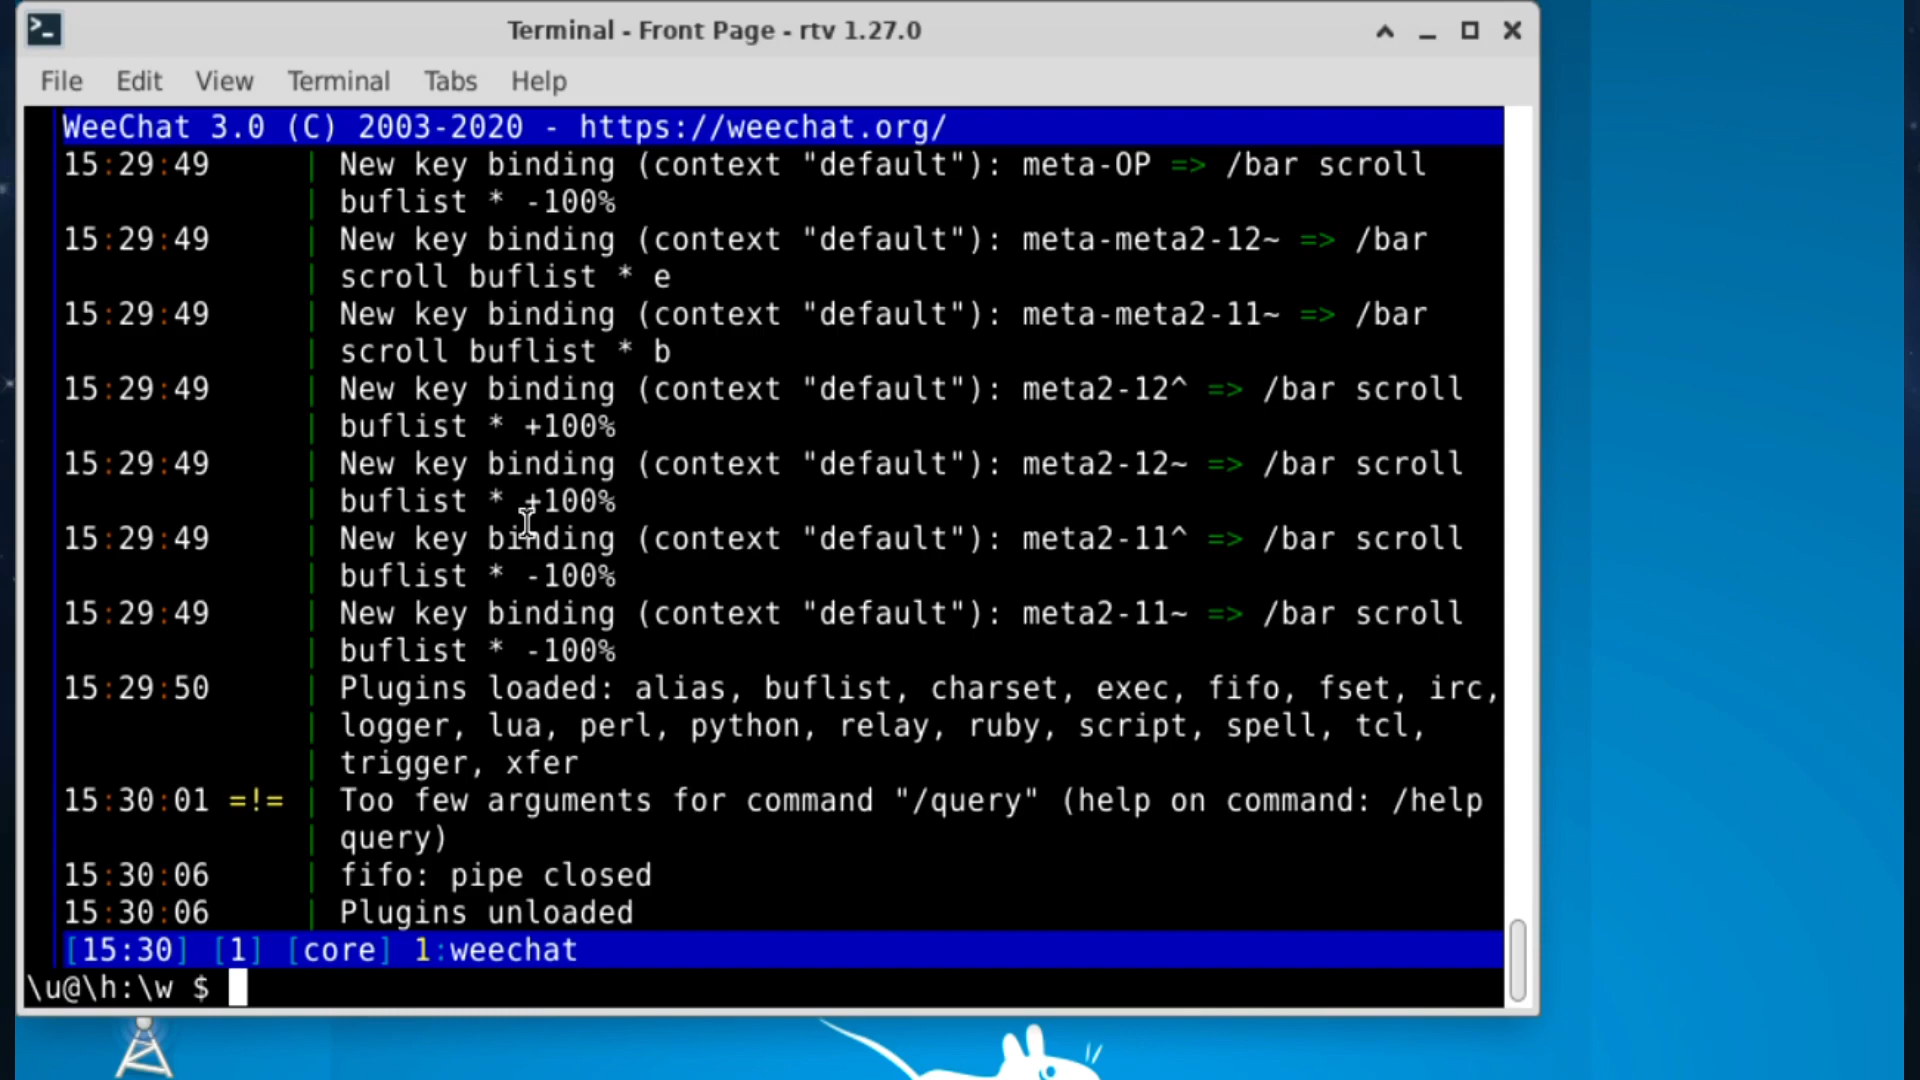 Terminal - Front Page - rtv 1.27.0
File Edit View Terminal Tabs Help
WeeChat 3.0 (C) 2003-2020 - https://weechat.org/
15:29:49 | New key binding (context "default"): meta-OP => /bar scroll
| buflist * -100%
15:29:49 | New key binding (context "default"): meta-meta2-12~ => /bar
| scroll buflist * e
15:29:49 | New key binding (context "default"): meta-meta2-11~ => /bar
| scroll buflist * b
15:29:49 | New key binding (context "default"): meta2-12^ => /bar scroll
| buflist * +100%
15:29:49 | New key binding (context "default"): meta2-12~ => /bar scroll
| buflist * +100%
15:29:49 | New key binding (context "default"): meta2-11^ => /bar scroll
| buflist * -100%
15:29:49 | New key binding (context "default"): meta2-11~ => /bar scroll
| buflist * -100%
15:29:50 | Plugins loaded: alias, buflist, charset, exec, fifo, fset, irc,
| logger, lua, perl, python, relay, ruby, script, spell, tcl,
| trigger, xfer
15:30:01 =!= | Too few arguments for command "/query" (help on command: /help
| query)
15:30:06 | fifo: pipe closed
15:30:06 | Plugins unloaded
[15:30] [1] [core] 1:weechat
\u@\h:\w $